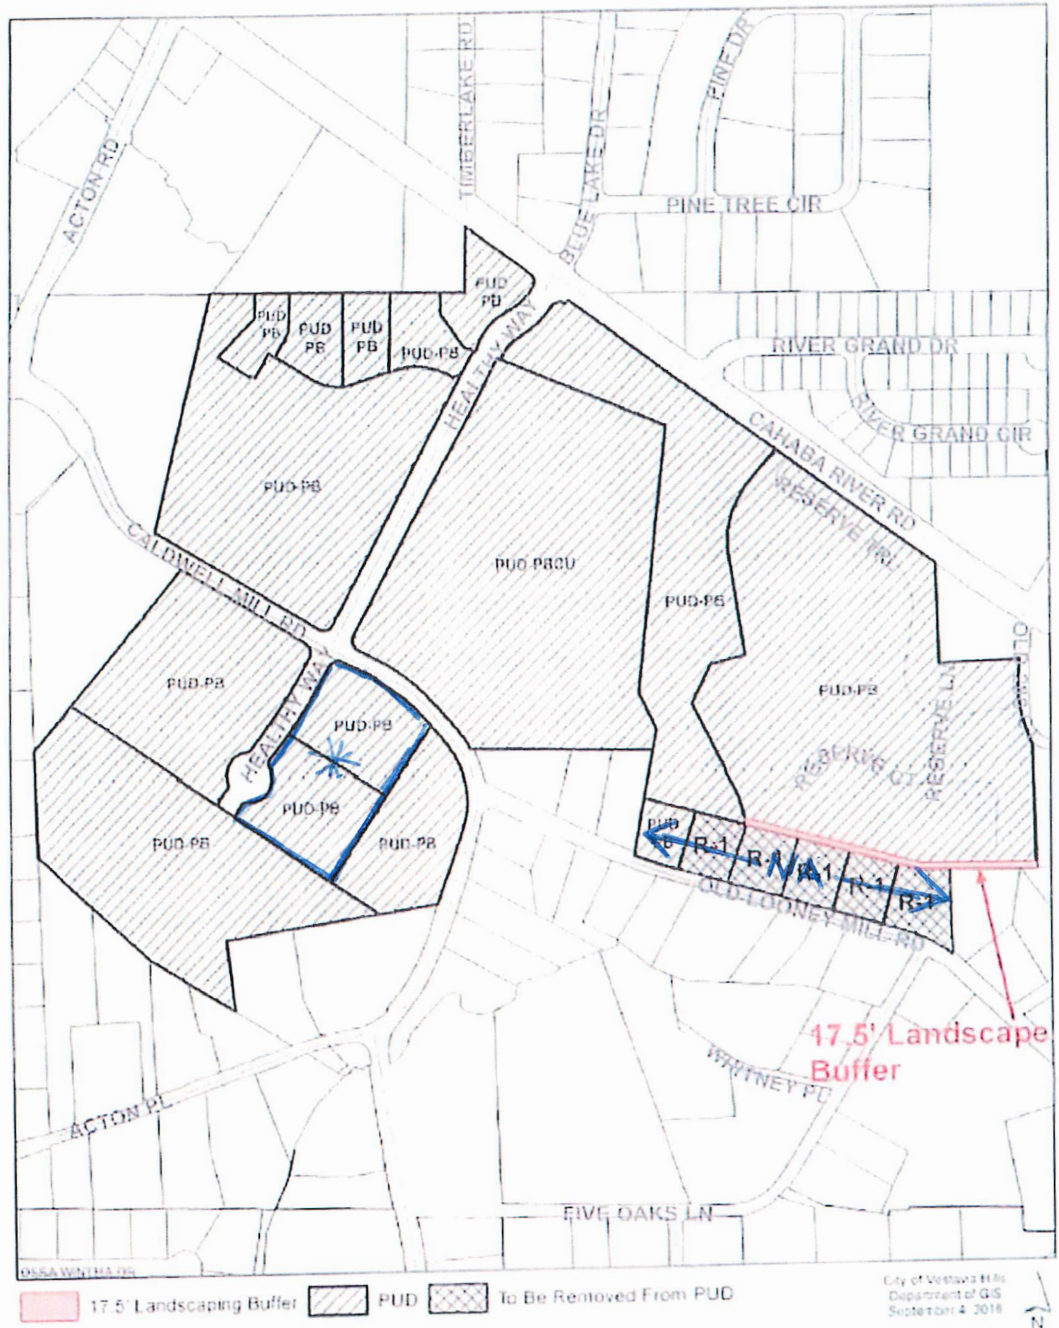 TIMBERLAKE RD
PINE DR
ACTON RD
BLUE LAKE DR
PINE TREE CIR
PUD
PB
PUD
PB
PUD
PB
PUD
PB
PUD-PB
HEALTHY WAY
RIVER GRAND DR
RIVER GRAND CIR
CAHABA RIVER RD
RESERVE TRL
PUD-PB
CALDWELL MILL RD
PUD-PBCU
PUD-PB
PUD-PB
HEALTHY WAY
PUD-PB
PUD-PB
RESERVE LN
RESERVE CT
PUD-PB
PUD-PB
PUD-PB
PUD
R-1
R-1
R-1
R-1
R-1
NA
OLD LOONEY MILL RD
17.5' Landscape
Buffer
WHITNEY PL
ACTON PL
FIVE OAKS LN
17.5' Landscaping Buffer
PUD
To Be Removed From PUD
City of Vestavia Hills
Department of GIS
September 4, 2018
N